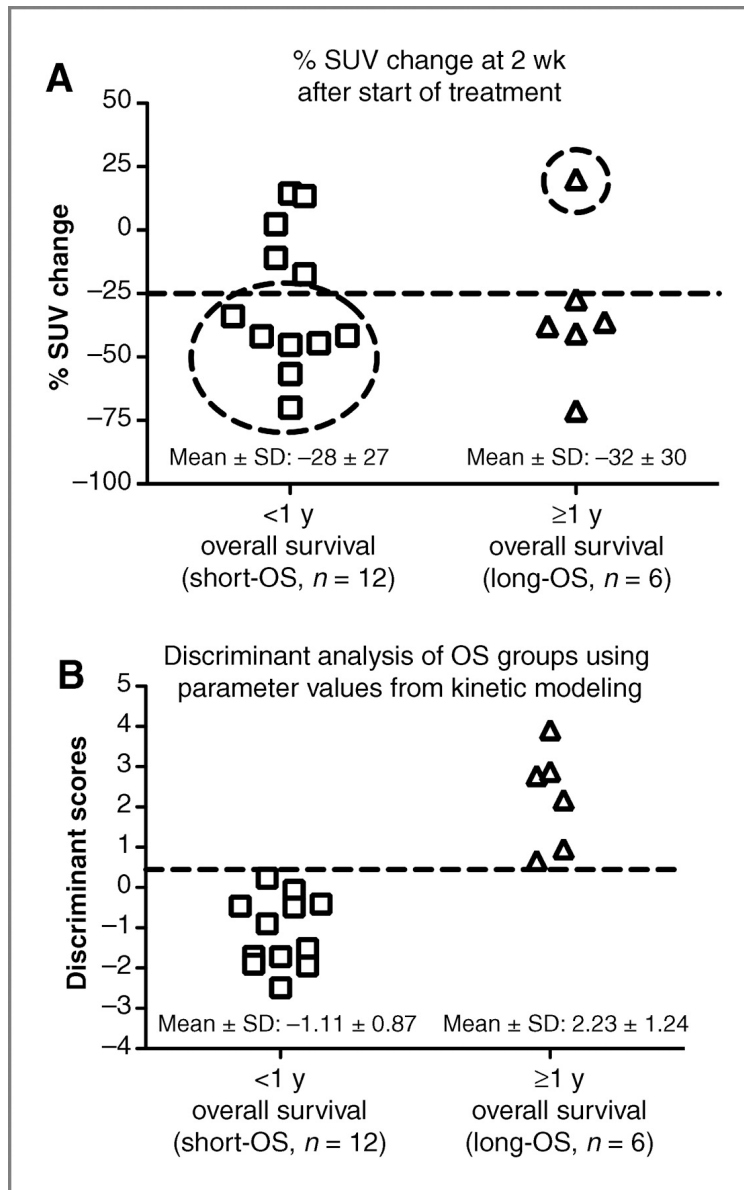 A
% SUV change at 2 wk
after start of treatment
% SUV change
50
25
0
–25
–50
–75
–100
Mean ± SD: –28 ± 27
Mean ± SD: –32 ± 30
<1 y
overall survival
(short-OS, n = 12)
≥1 y
overall survival
(long-OS, n = 6)
B
Discriminant analysis of OS groups using
parameter values from kinetic modeling
Discriminant scores
5
4
3
2
1
0
–1
–2
–3
–4
Mean ± SD: –1.11 ± 0.87
Mean ± SD: 2.23 ± 1.24
<1 y
overall survival
(short-OS, n = 12)
≥1 y
overall survival
(long-OS, n = 6)